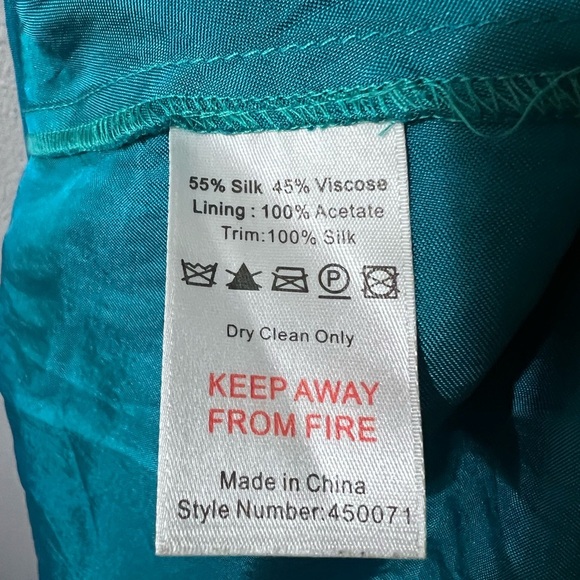 55% Silk 45% Viscose
Lining : 100% Acetate
Trim:100% Silk
P
Dry Clean Only
KEEP AWAY
FROM FIRE
Made in China
Style Number:450071